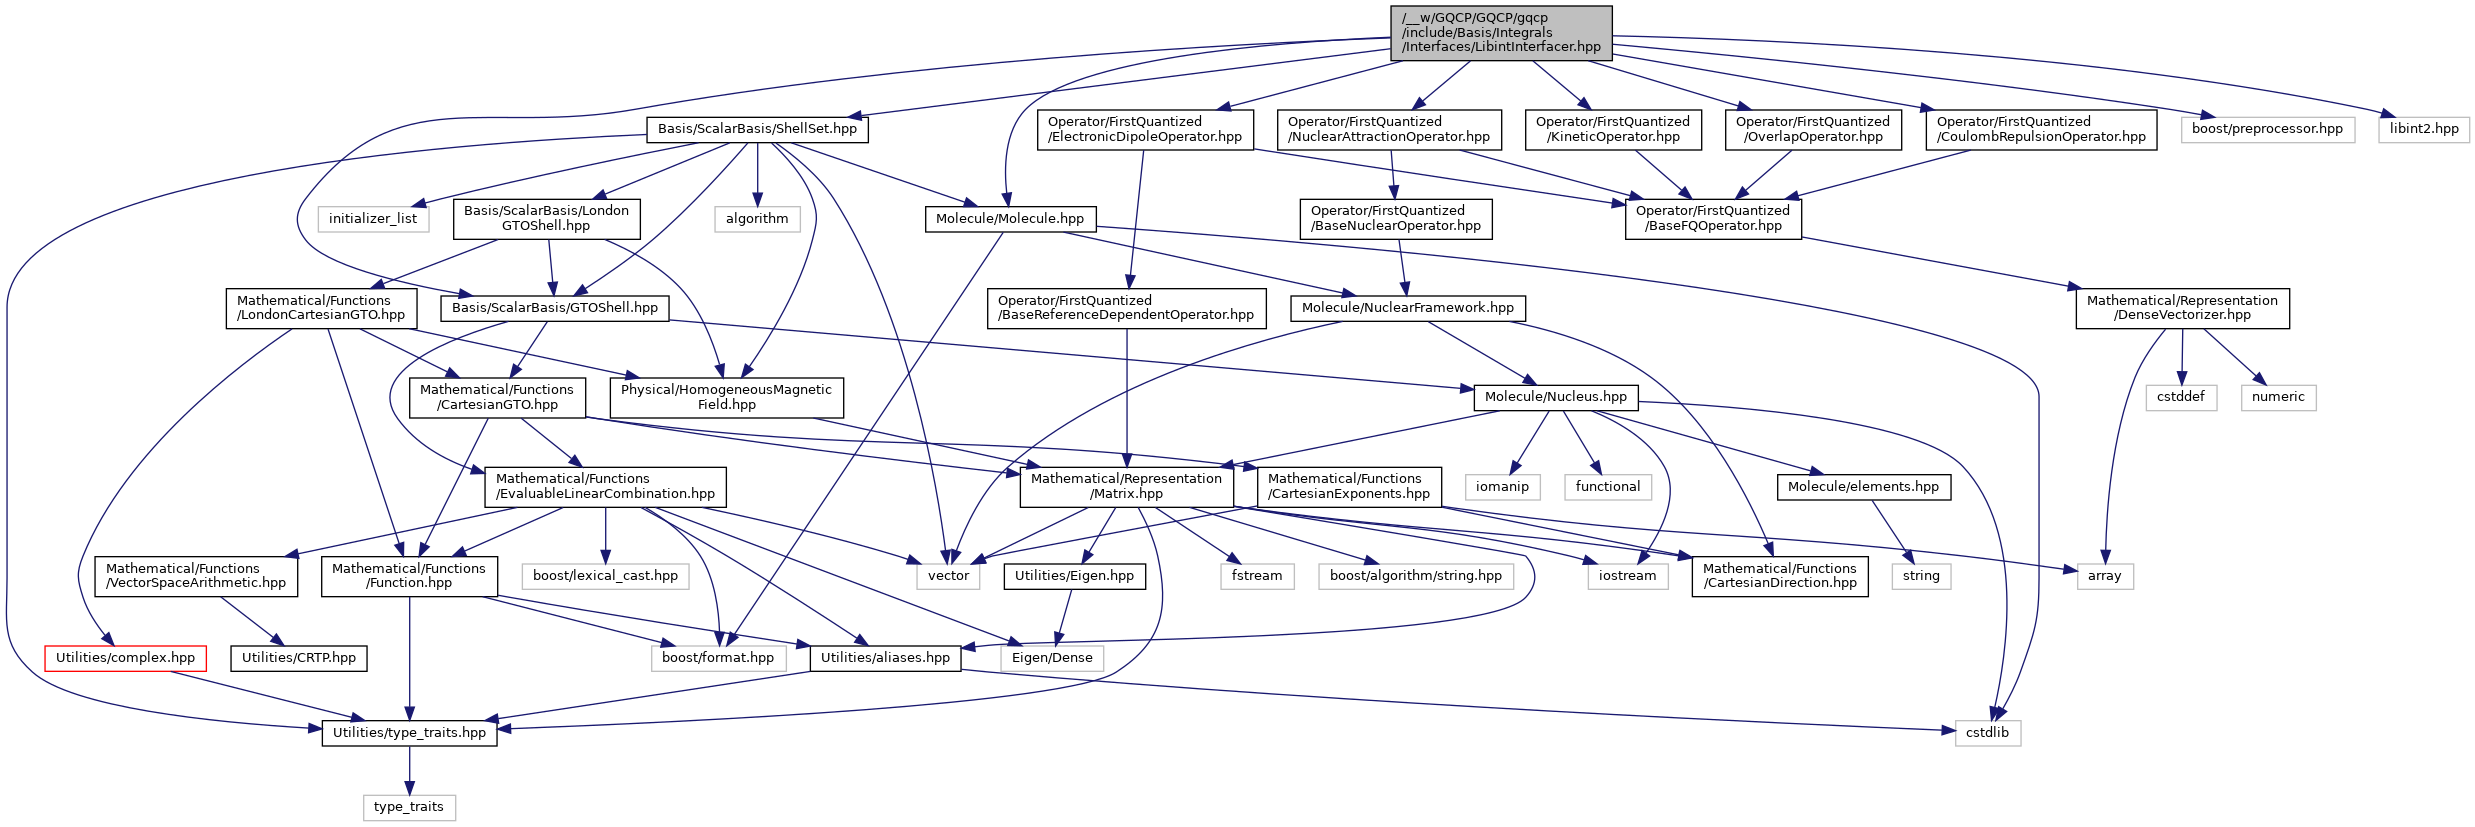 /__w/GQCP/GQCP/gqcp
/include/Basis/Integrals
/Interfaces/LibintInterfacer.hpp
Basis/ScalarBasis/ShellSet.hpp
Operator/FirstQuantized
/ElectronicDipoleOperator.hpp
Operator/FirstQuantized
/NuclearAttractionOperator.hpp
Operator/FirstQuantized
/KineticOperator.hpp
Operator/FirstQuantized
/OverlapOperator.hpp
Operator/FirstQuantized
/CoulombRepulsionOperator.hpp
boost/preprocessor.hpp
libint2.hpp
initializer_list
Basis/ScalarBasis/London
GTOShell.hpp
algorithm
Molecule/Molecule.hpp
Operator/FirstQuantized
/BaseNuclearOperator.hpp
Operator/FirstQuantized
/BaseFQOperator.hpp
Mathematical/Functions
/LondonCartesianGTO.hpp
Basis/ScalarBasis/GTOShell.hpp
Operator/FirstQuantized
/BaseReferenceDependentOperator.hpp
Molecule/NuclearFramework.hpp
Mathematical/Representation
/DenseVectorizer.hpp
Mathematical/Functions
/CartesianGTO.hpp
Physical/HomogeneousMagnetic
Field.hpp
Molecule/Nucleus.hpp
cstddef
numeric
Mathematical/Functions
/EvaluableLinearCombination.hpp
Mathematical/Representation
/Matrix.hpp
Mathematical/Functions
/CartesianExponents.hpp
iomanip
functional
Molecule/elements.hpp
Mathematical/Functions
/VectorSpaceArithmetic.hpp
Mathematical/Functions
/Function.hpp
boost/lexical_cast.hpp
vector
Utilities/Eigen.hpp
fstream
boost/algorithm/string.hpp
iostream
Mathematical/Functions
/CartesianDirection.hpp
string
array
Utilities/complex.hpp
Utilities/CRTP.hpp
boost/format.hpp
Utilities/aliases.hpp
Eigen/Dense
Utilities/type_traits.hpp
cstdlib
type_traits